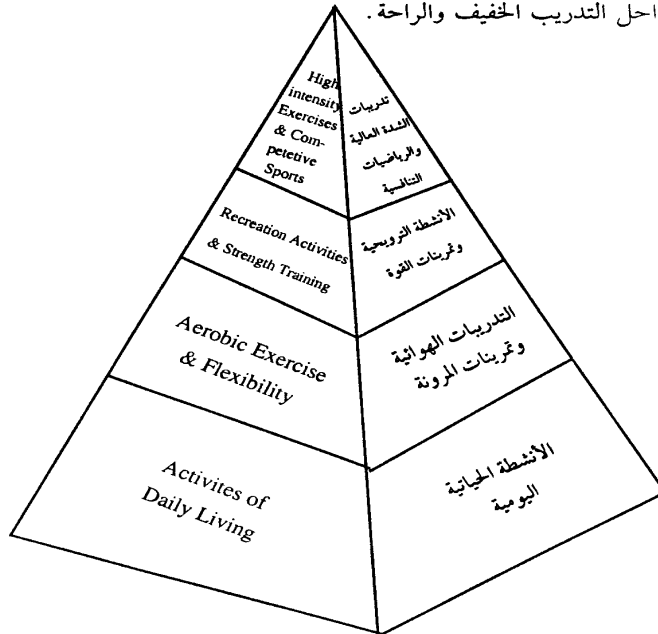 احل التدريب الخفيف والراحة.
High
intensity
Exercises
& Com-
petetive
Sports
تدريبات
الشدة العالية
والرياضيات
التنافسية
Recreation Activities
& Strength Training
الأنشطة الترويحية
وتمرينات القوة
Aerobic Exercise
& Flexibility
التدريبات الهوائية
وتمرينات المرونة
Activites of
Daily Living
الأنشطة الحياتية
اليومية